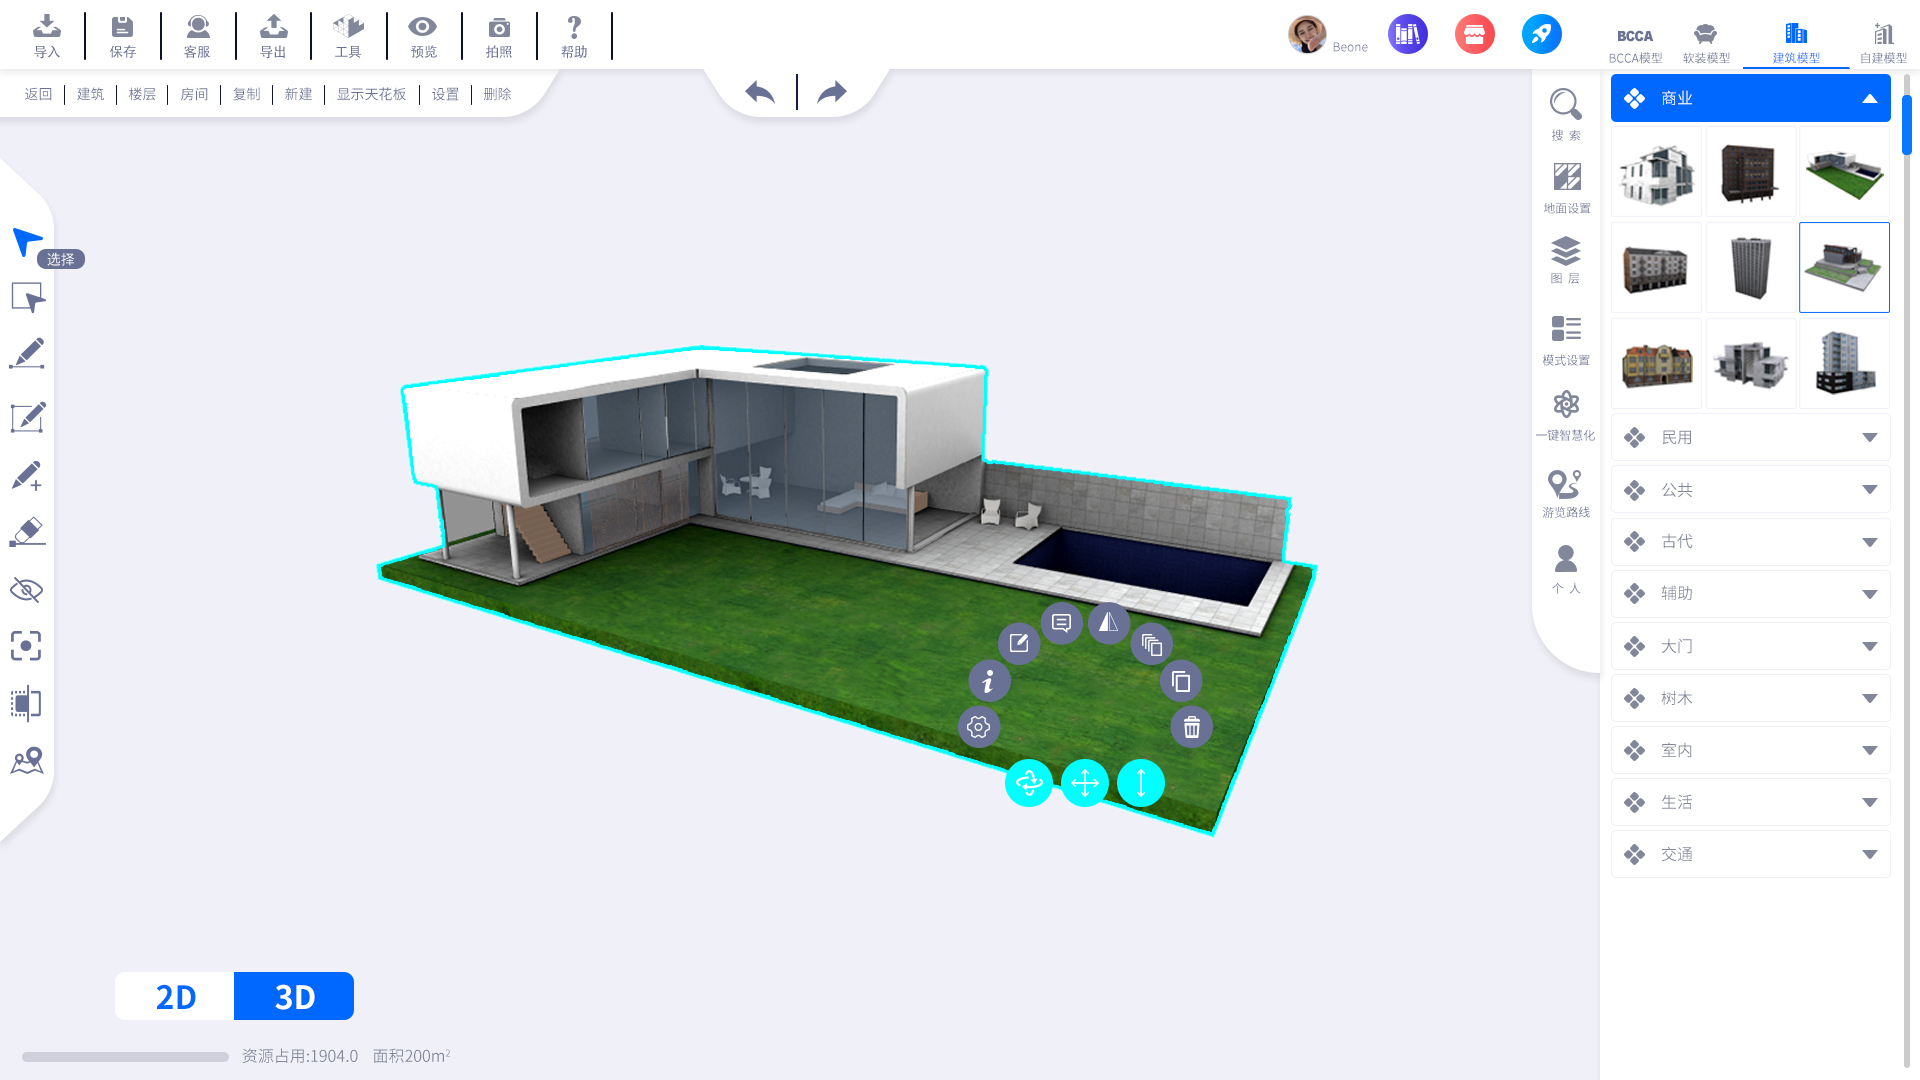 导入
保存
客服
导出
工具
预览
拍照
帮助
Beone
BCCA
BCCA模型
软装模型
建筑模型
自建模型
返回
建筑
楼层
房间
复制
新建
显示天花板
设置
删除
选择
搜 索
地面设置
图 层
模式设置
一键智慧化
游览路线
个 人
商业
民用
公共
古代
辅助
大门
树木
室内
生活
交通
2D
3D
资源占用:1904.0 面积200m²